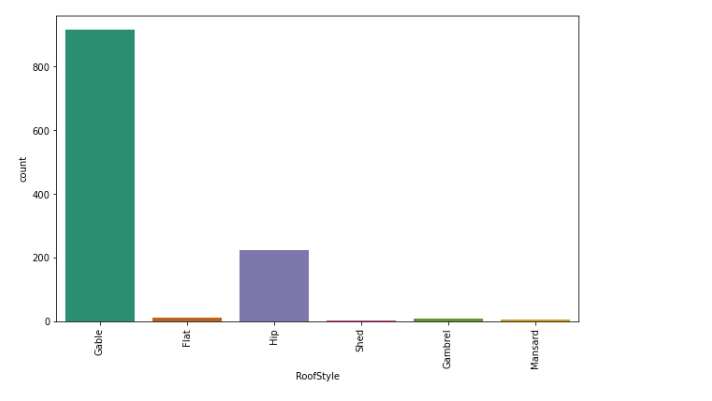 800
600
400
200
0
count
Gable
Flat
Hip
Shed
Gambrel
Mansard
RoofStyle